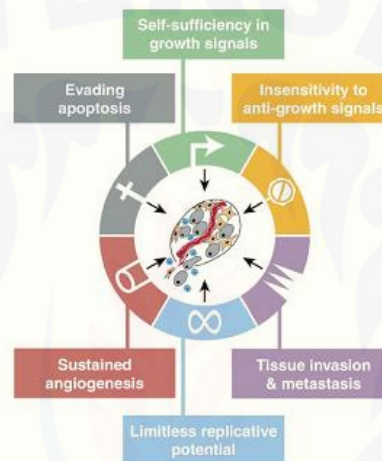 Self-sufficiency in
growth signals
Evading
apoptosis
Insensitivity to
anti-growth signals
Sustained
angiogenesis
Tissue invasion
& metastasis
Limitless replicative
potential